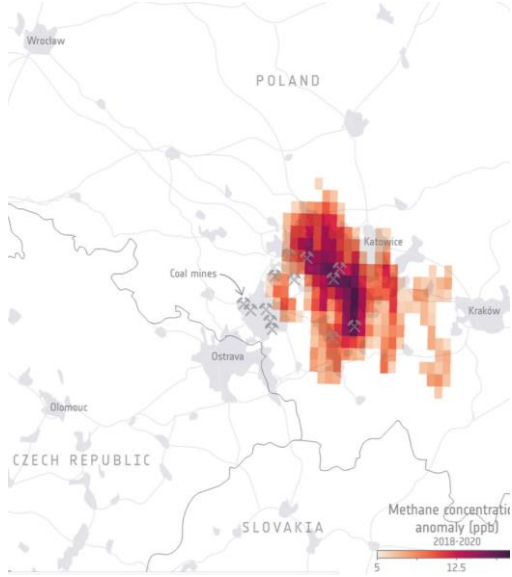 Wrocław
POLAND
Katowice
Coal mines
Kraków
Ostrava
Olomouc
CZECH REPUBLIC
SLOVAKIA
Methane concentratio
anomaly (ppb)
2018-2020
5 12.5